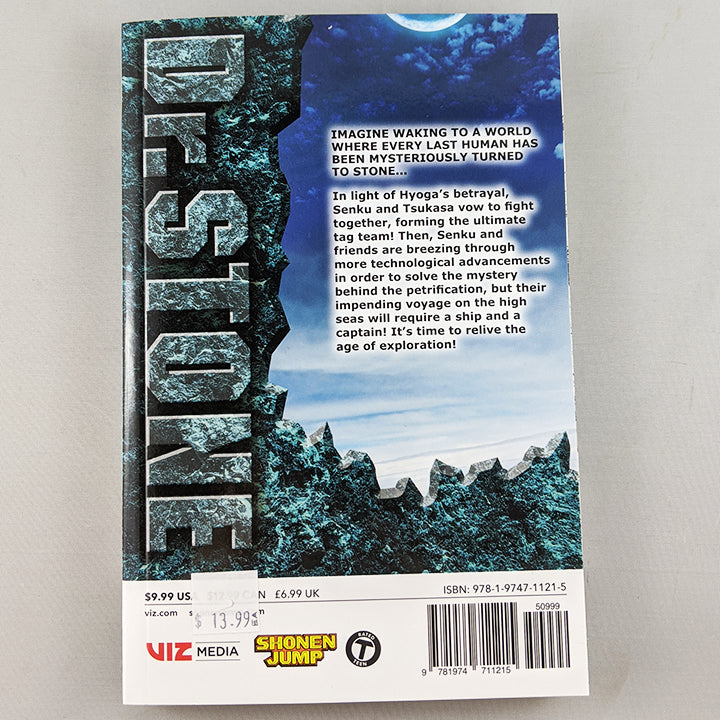 Dr.STONE
IMAGINE WAKING TO A WORLD
WHERE EVERY LAST HUMAN HAS
BEEN MYSTERIOUSLY TURNED
TO STONE...
In light of Hyoga's betrayal,
Senku and Tsukasa vow to fight
together, forming the ultimate
tag team! Then, Senku and
friends are breezing through
more technological advancements
in order to solve the mystery
behind the petrification, but their
impending voyage on the high
seas will require a ship and a
captain! It's time to relive the
age of exploration!
$9.99 USA $12.99 CAN £6.99 UK
viz.com
$ 13.99
VIZ MEDIA
SHONEN
JUMP
RATED
T
TEEN
ISBN: 978-1-9747-1121-5
50999
9 781974 711215